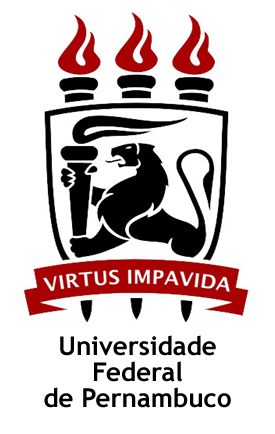 VIRTUS IMPAVIDA
Universidade
Federal
de Pernambuco